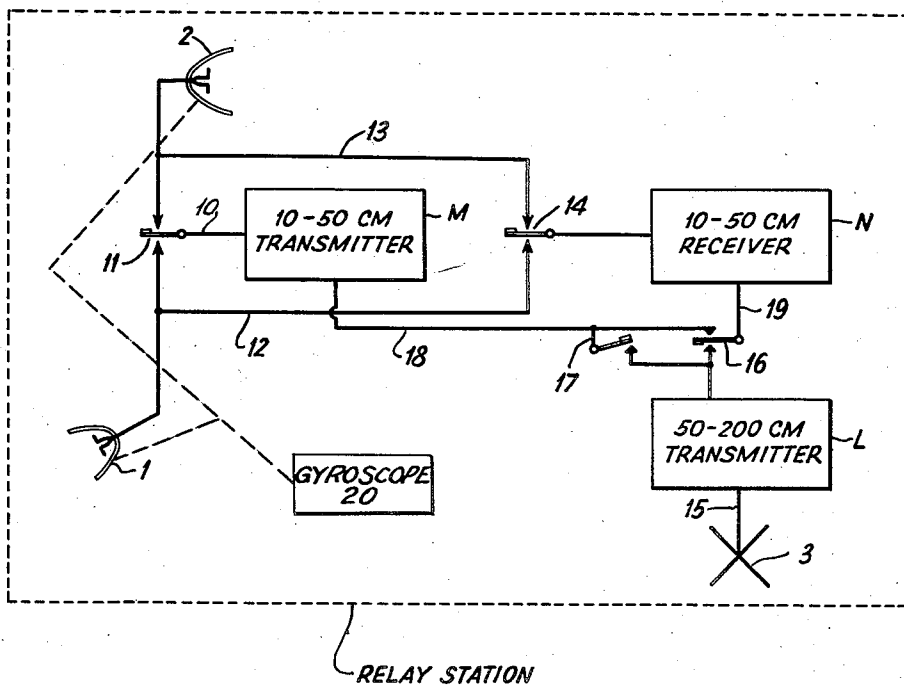 2
13
10
10-50 CM
TRANSMITTER
M
14
10-50 CM
RECEIVER
N
11
12
18
19
17
16
50-200 CM
TRANSMITTER
L
1
GYROSCOPE
20
15
3
RELAY STATION